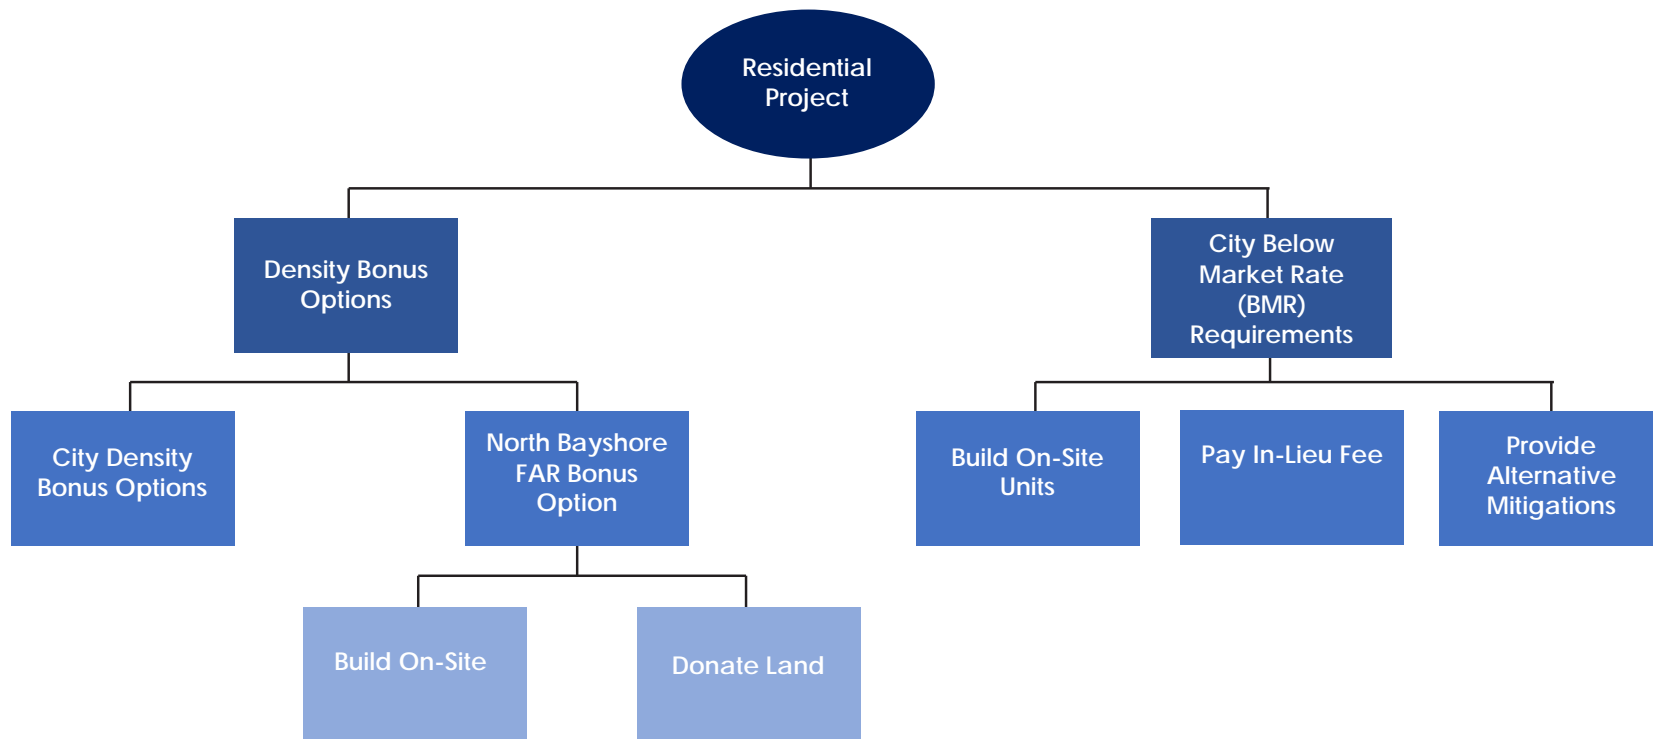 Residential
Project
Density Bonus
Options
City Below
Market Rate
(BMR)
Requirements
City Density
Bonus Options
North Bayshore
FAR Bonus
Option
Build On-Site
Units
Pay In-Lieu Fee
Provide
Alternative
Mitigations
Build On-Site
Donate Land